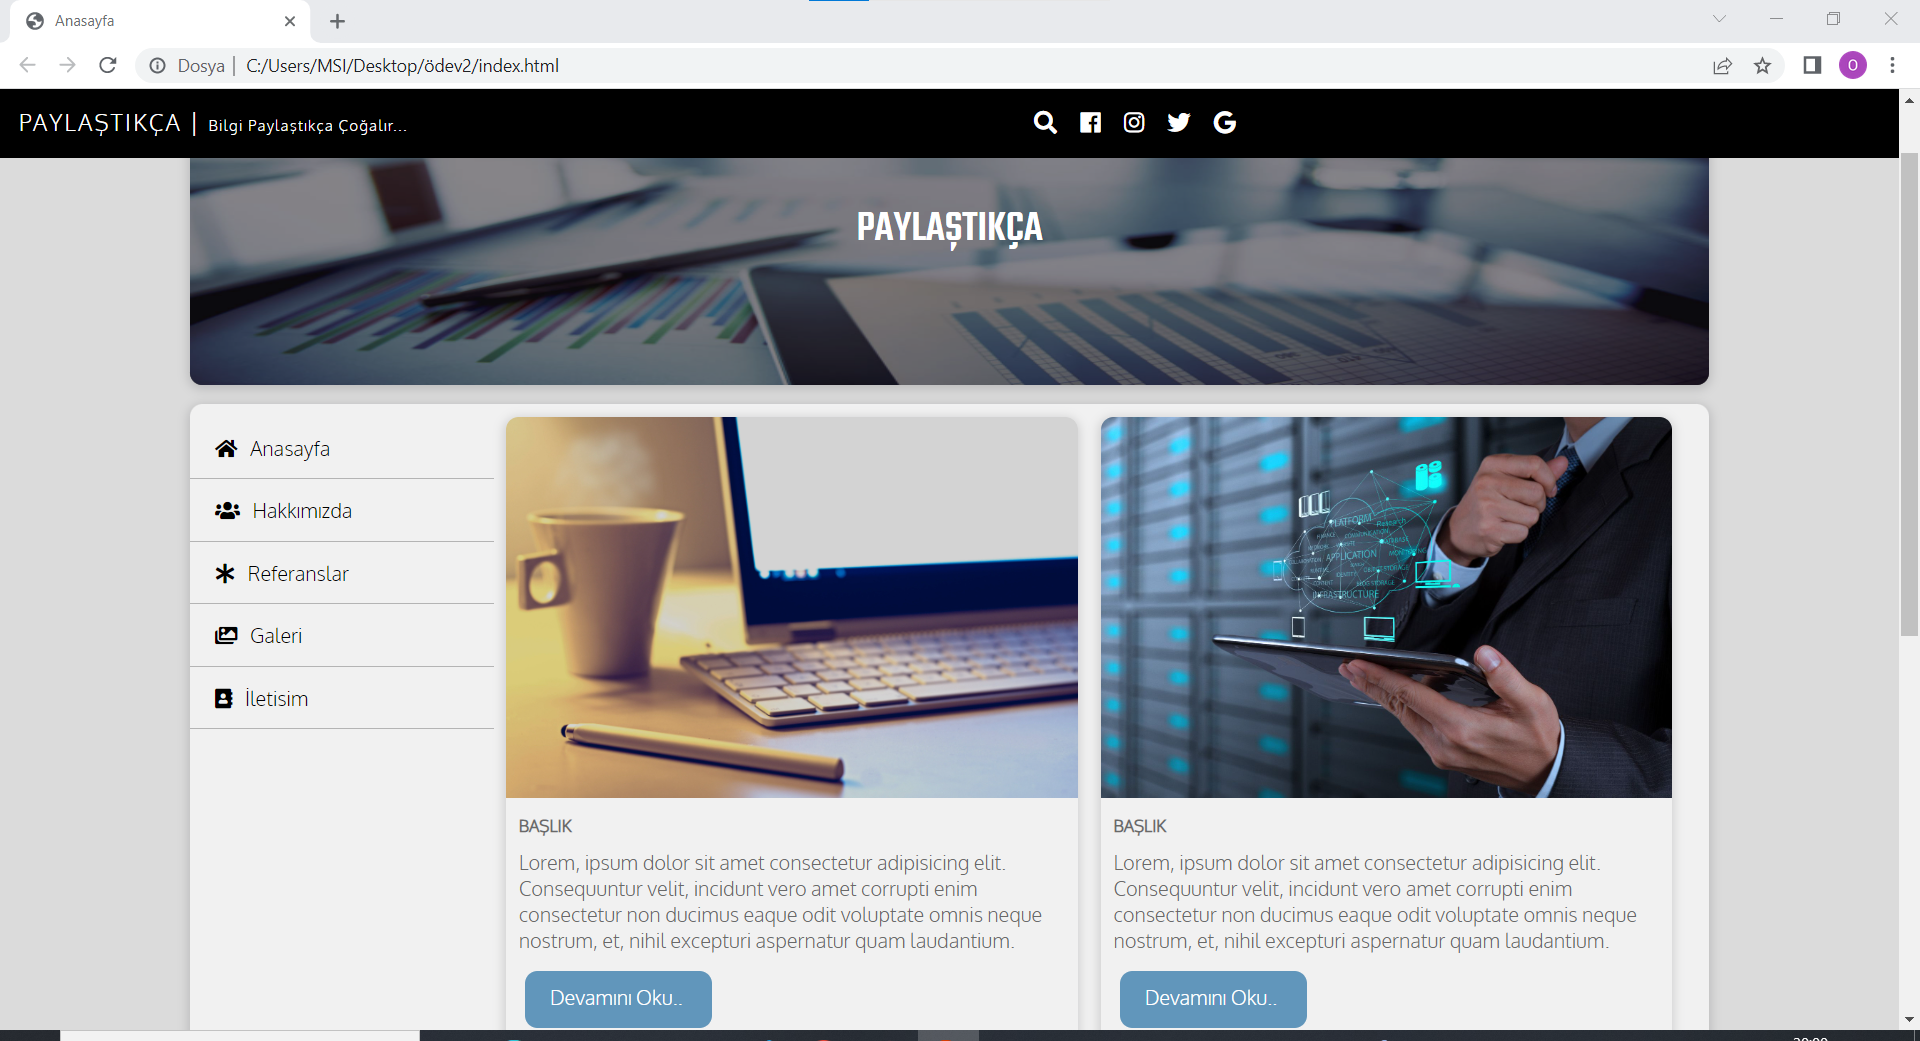 Anasayfa
Dosya | C:/Users/MSI/Desktop/ödev2/index.html
O
PAYLAŞTIKÇA | Bilgi Paylaştıkça Çoğalır...
PAYLAŞTIKÇA
Anasayfa
Hakkımızda
Referanslar
Galeri
İletisim
PLATFORM
Research
APPLICATION
INFRASTRUCTURE
BAŞLIK
Lorem, ipsum dolor sit amet consectetur adipisicing elit.
Consequuntur velit, incidunt vero amet corrupti enim
consectetur non ducimus eaque odit voluptate omnis neque
nostrum, et, nihil excepturi aspernatur quam laudantium.
Devamını Oku..
BAŞLIK
Lorem, ipsum dolor sit amet consectetur adipisicing elit.
Consequuntur velit, incidunt vero amet corrupti enim
consectetur non ducimus eaque odit voluptate omnis neque
nostrum, et, nihil excepturi aspernatur quam laudantium.
Devamını Oku..